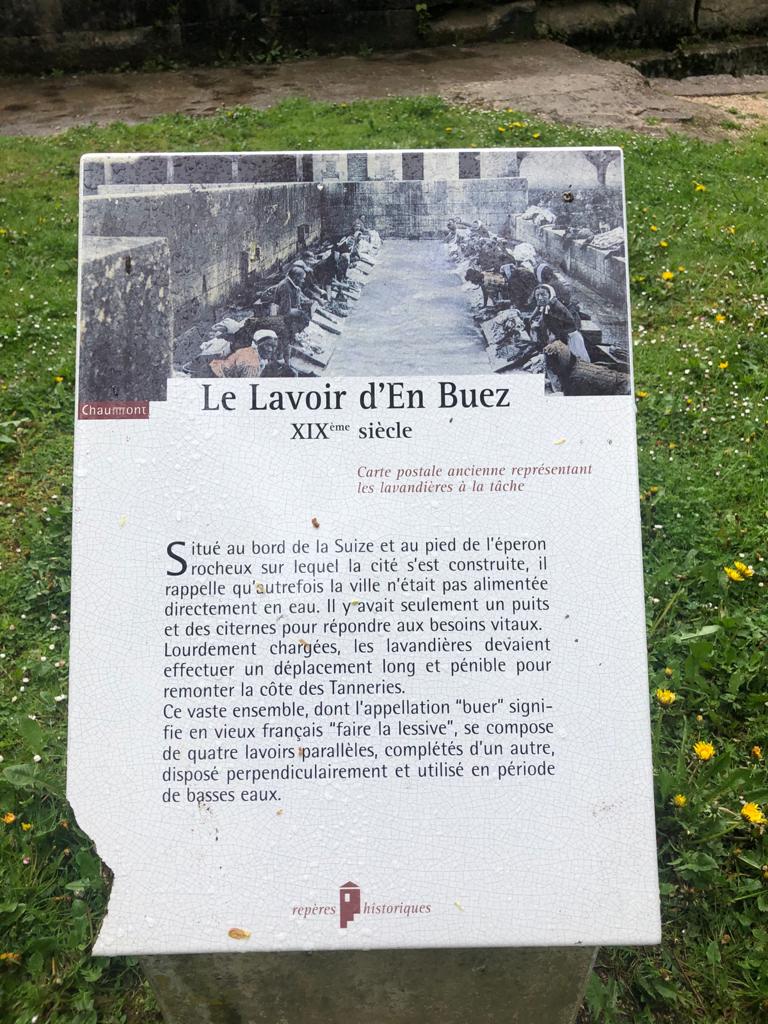 Chaumont
Le Lavoir d'En Buez
XIXème siècle
Carte postale ancienne représentant
les lavandières à la tâche
Situé au bord de la Suize et au pied de l'éperon
rocheux sur lequel la cité s'est construite, il
rappelle qu'autrefois la ville n'était pas alimentée
directement en eau. Il y avait seulement un puits
et des citernes pour répondre aux besoins vitaux.
Lourdement chargées, les lavandières devaient
effectuer un déplacement long et pénible pour
remonter la côte des Tanneries.
Ce vaste ensemble, dont l'appellation "buer" signi-
fie en vieux français "faire la lessive", se compose
de quatre lavoirs parallèles, complétés d'un autre,
disposé perpendiculairement et utilisé en période
de basses eaux.
repères historiques